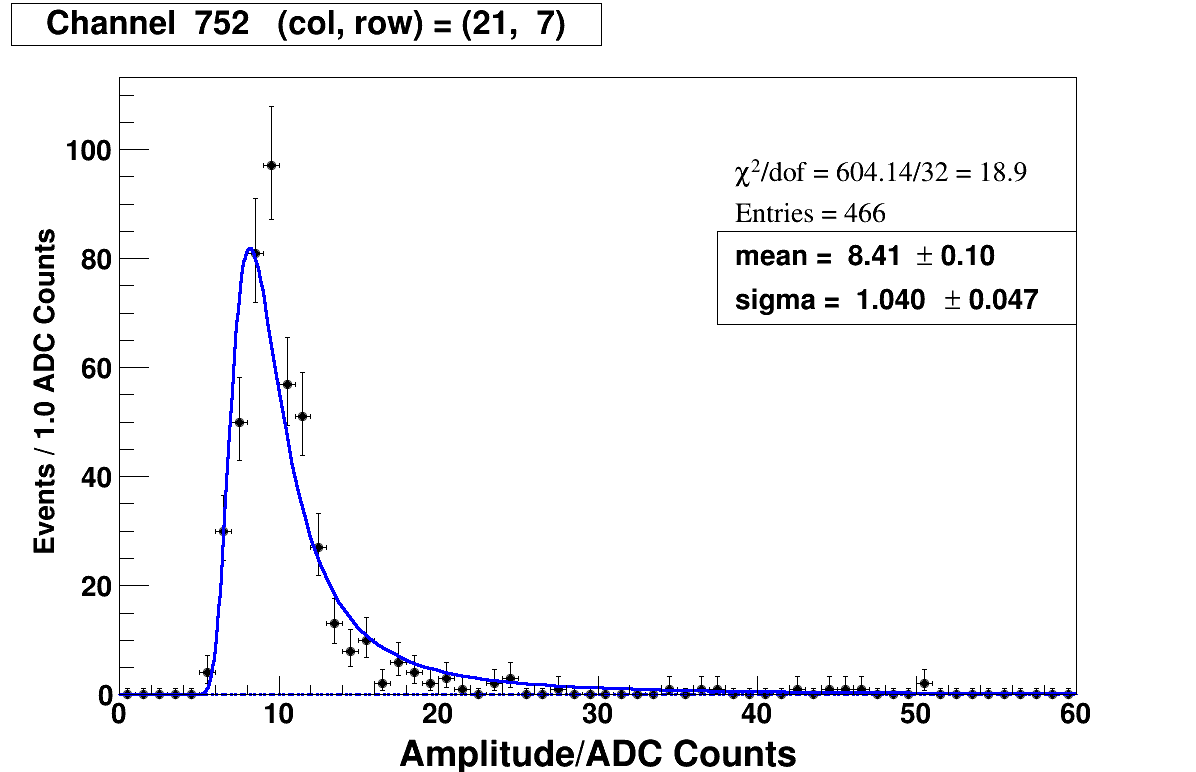 Channel 752 (col, row) = (21, 7)
χ²/dof = 604.14/32 = 18.9
Entries = 466
mean = 8.41 ± 0.10
sigma = 1.040 ± 0.047
Events / 1.0 ADC Counts
100
80
60
40
20
0
0 10 20 30 40 50 60
Amplitude/ADC Counts